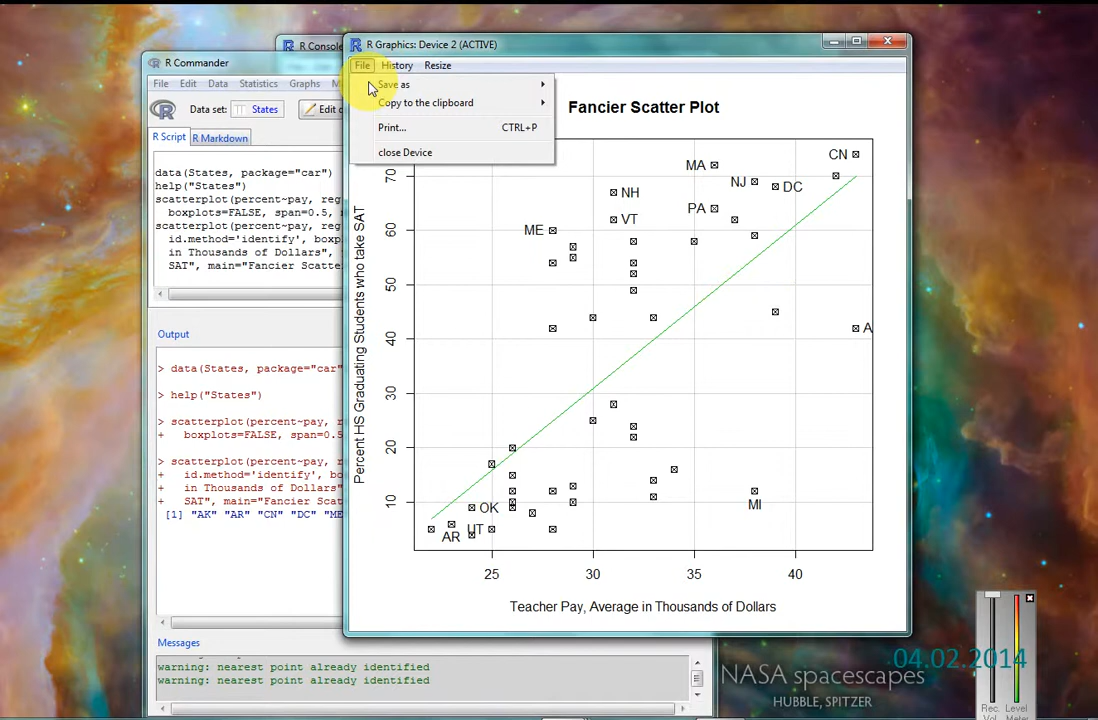 R Console
R Graphics: Device 2 (ACTIVE)
File History Resize
Save as
Copy to the clipboard
Print... CTRL+P
close Device
R Commander
File Edit Data Statistics Graphs
Data set: States Edit
R Script R Markdown
data(States, package="car")
help("States")
scatterplot(percent~pay, reg
boxplots=FALSE, span=0.5,
scatterplot(percent~pay, reg
id.method='identify', boxp
in Thousands of Dollars",
SAT", main="Fancier Scatte
Output
> data(States, package="car"
> help("States")
> scatterplot(percent~pay, r
+ boxplots=FALSE, span=0.5
> scatterplot(percent~pay, r
+ id.method='identify', bo
+ in Thousands of Dollars"
+ SAT", main="Fancier Scat
[1] "AK" "AR" "CN" "DC" "ME
Messages
warning: nearest point already identified
warning: nearest point already identified
Fancier Scatter Plot
Percent HS Graduating Students who take SAT
70
60
50
40
30
20
10
CN
MA
NJ
DC
NH
PA
VT
ME
A
OK
MI
UT
AR
25 30 35 40
Teacher Pay, Average in Thousands of Dollars
04.02.2014
NASA spacescapes
HUBBLE, SPITZER
Rec. Vol
Level Meter